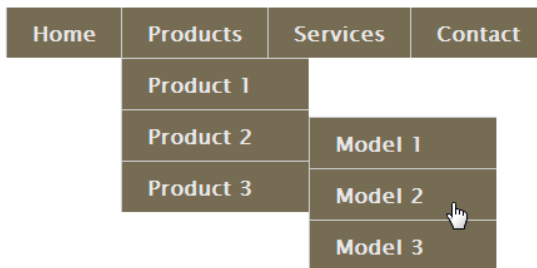 Home Products Services Contact
Product 1
Product 2
Model 1
Product 3
Model 2
Model 3